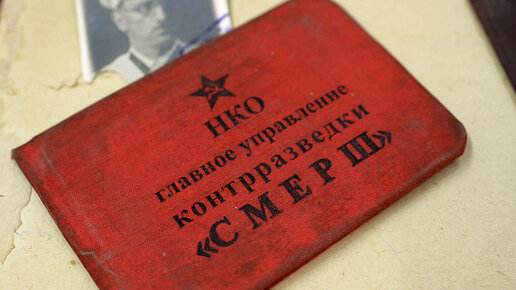 НКО
главное управление
контрразведки
«СМЕРШ»